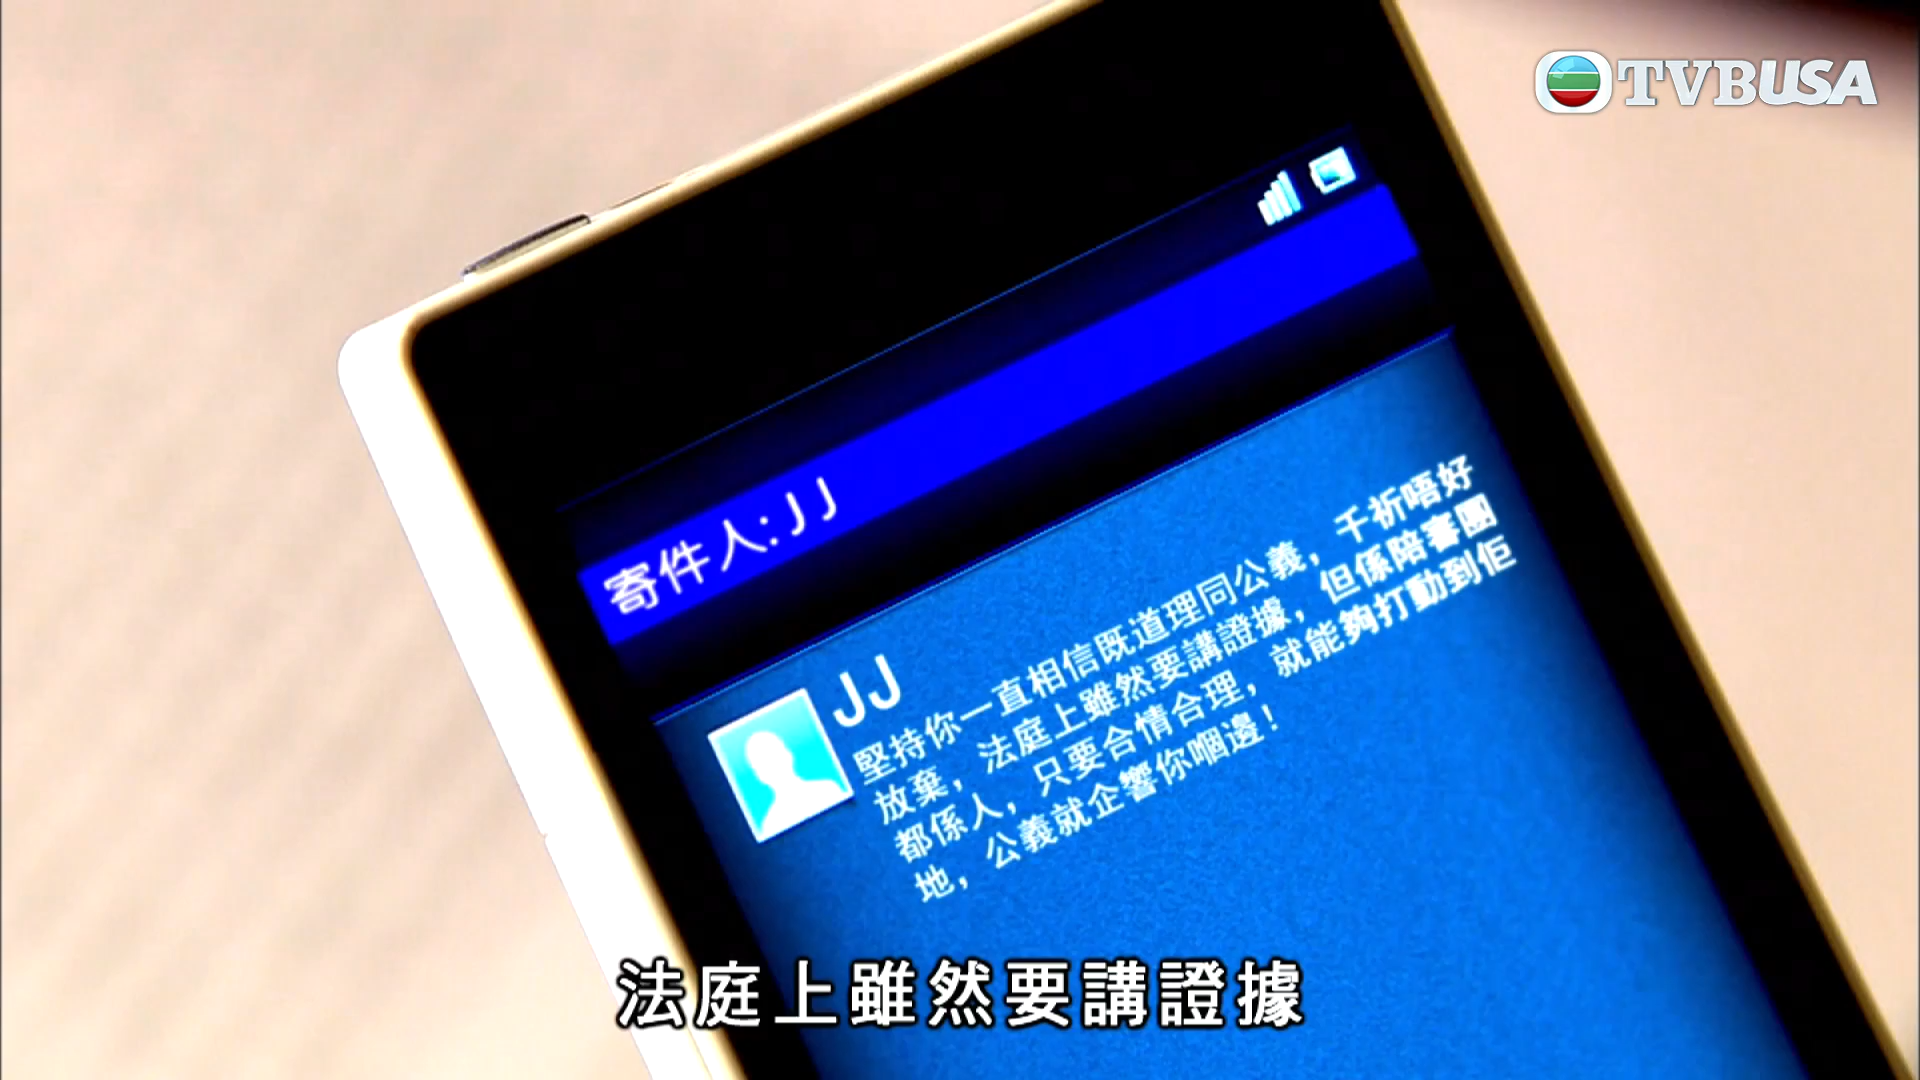 TVBUSA
寄件人:JJ
JJ
堅持你一直相信既道理同公義，千祈唔好
放棄，法庭上雖然要講證據，但係陪審團
都係人，只要合情合理，就能夠打動到佢
地，公義就企響你嗰邊！
法庭上雖然要講證據